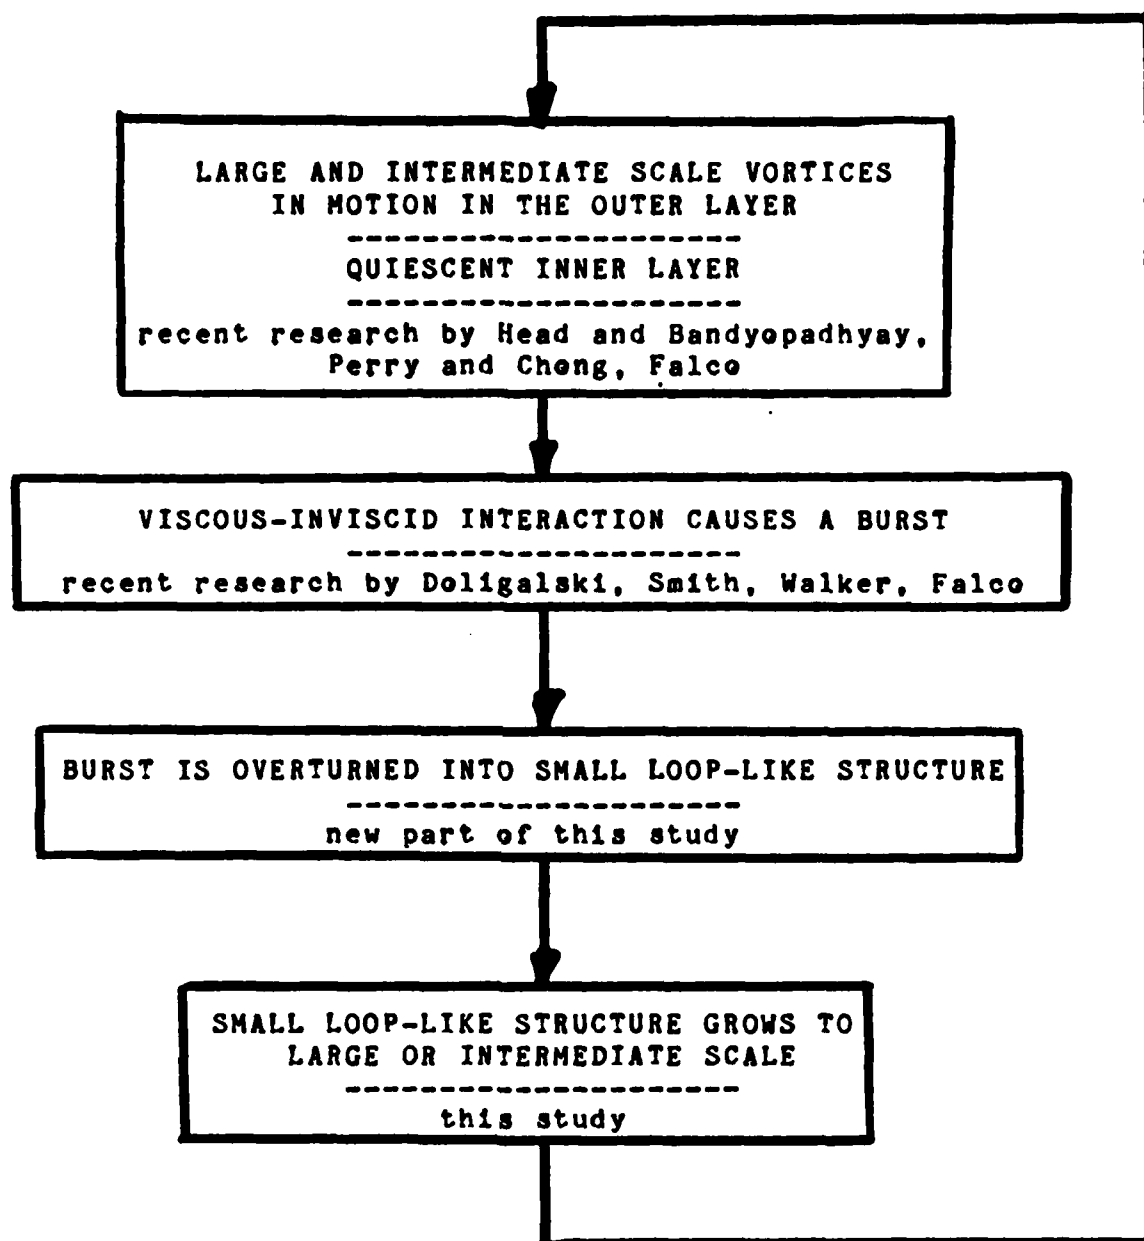 LARGE AND INTERMEDIATE SCALE VORTICES
IN MOTION IN THE OUTER LAYER
---------------------
QUIESCENT INNER LAYER
---------------------
recent research by Head and Bandyopadhyay,
Perry and Chong, Falco
VISCOUS-INVISCID INTERACTION CAUSES A BURST
---------------------
recent research by Doligalski, Smith, Walker, Falco
BURST IS OVERTURNED INTO SMALL LOOP-LIKE STRUCTURE
---------------------
new part of this study
SMALL LOOP-LIKE STRUCTURE GROWS TO
LARGE OR INTERMEDIATE SCALE
---------------------
this study